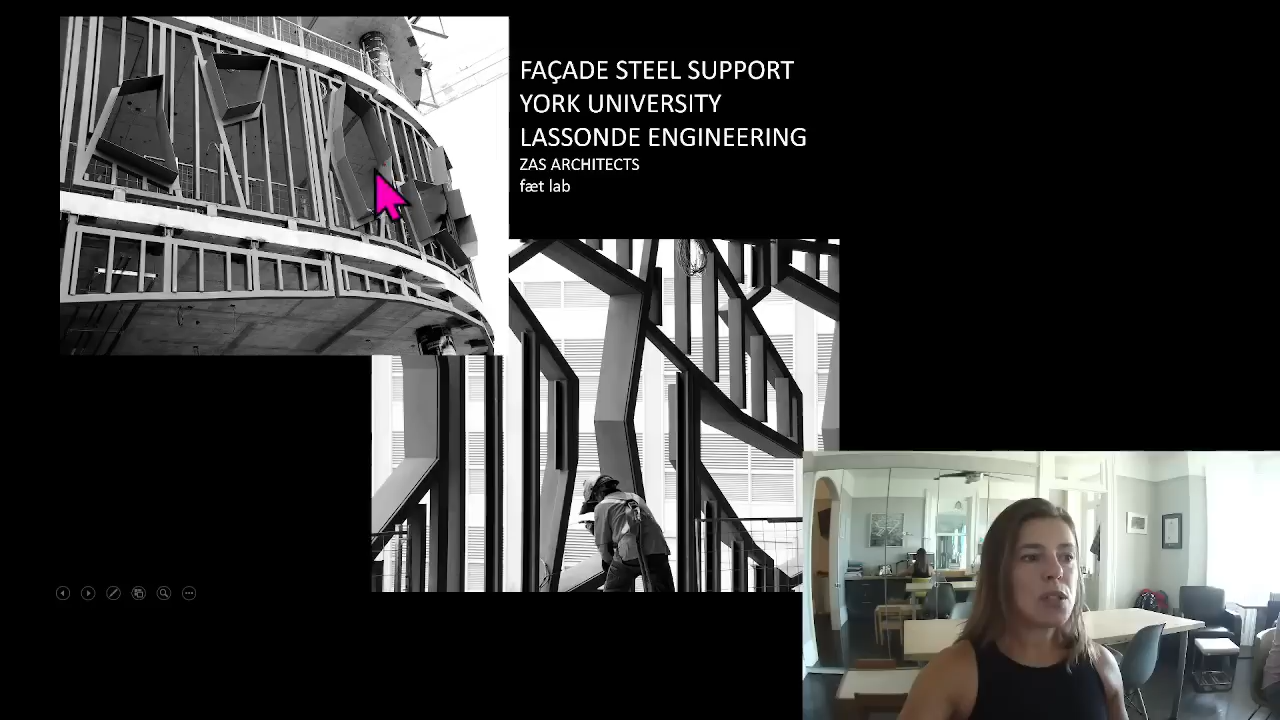 FAÇADE STEEL SUPPORT
YORK UNIVERSITY
LASSONDE ENGINEERING
ZAS ARCHITECTS
fæt lab